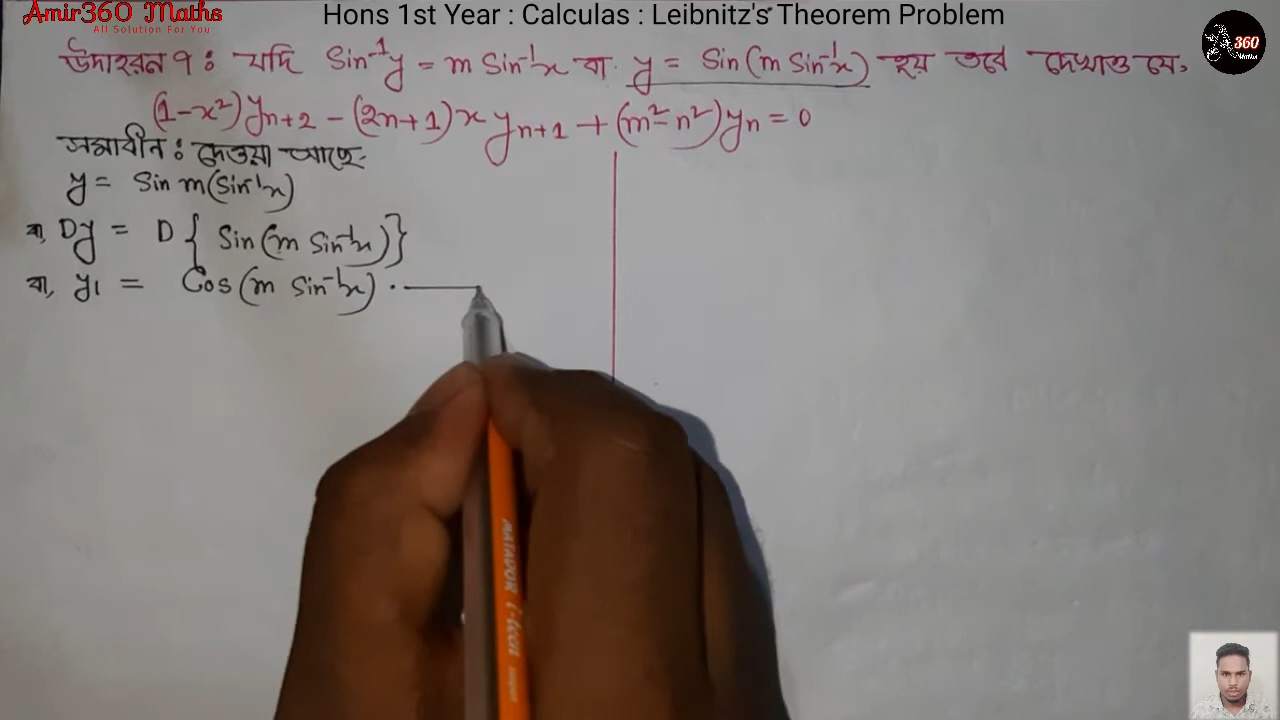 Amir360 Maths
All Solution For You
Hons 1st Year : Calculas : Leibnitz's Theorem Problem
360
উদাহরন ৭ : যদি Sin⁻¹y = m Sin⁻¹x বা y = Sin(m Sin⁻¹x) হয় তবে দেখাও যে,
(1-x²)yₙ₊₂ - (2n+1)x yₙ₊₁ + (m²-n²)yₙ = 0
সমাধান : দেওয়া আছে
y = Sin m(Sin⁻¹x)
বা, Dy = D { Sin(m Sin⁻¹x)}
বা, y₁ = Cos(m Sin⁻¹x) ·
MATADOR i-teen